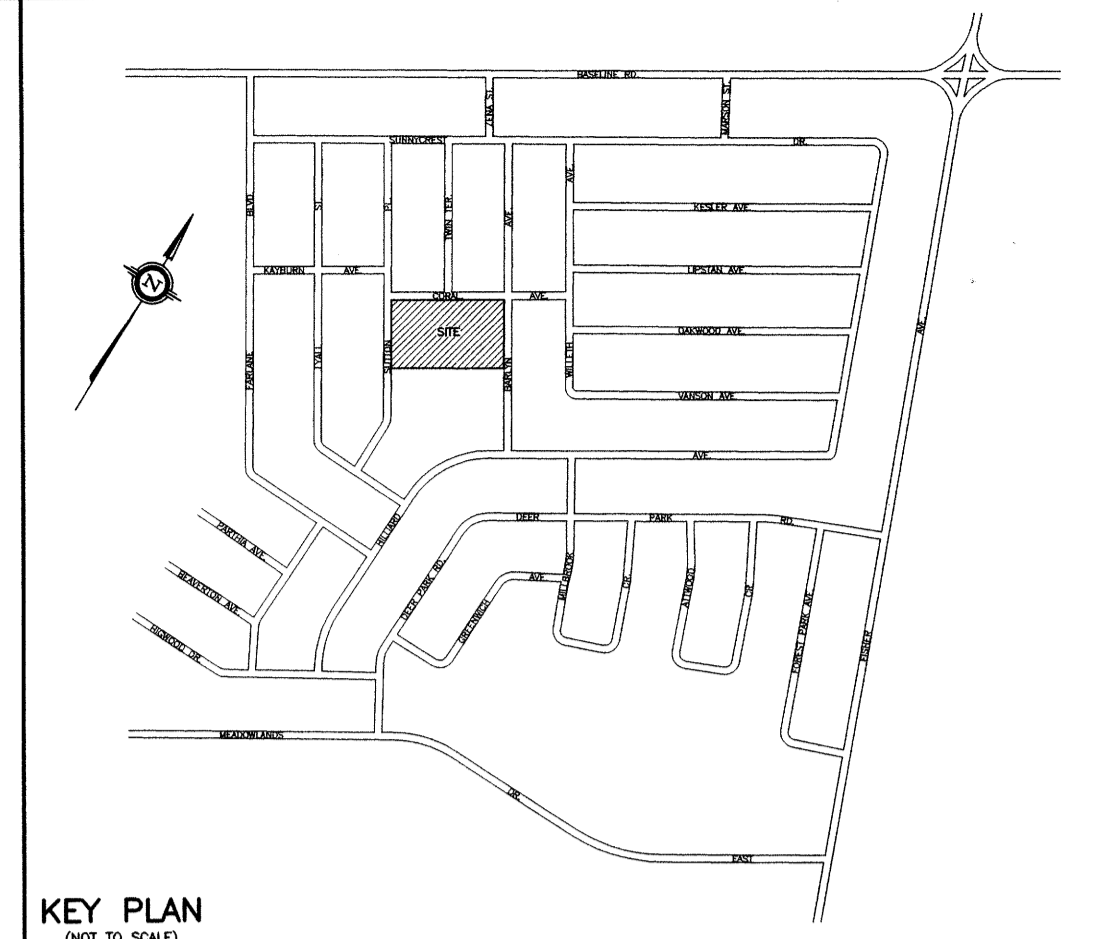 BASELINE RD.
ZENA ST.
MARSON ST.
SUNNYCREST
DR.
BLVD.
ST.
PL.
TWIN TER.
AVE.
AVE.
KESLER AVE.
KAYBURN AVE.
LIPSTAN AVE.
N
CORAL AVE.
SITE
OAKWOOD AVE.
AVE.
FARLANE
LYALL
SUTTON
BARLYN
WILLETH
VANSON AVE.
AVE.
HILLIARD
DEER PARK RD.
PARTHIA AVE.
BEAVERTON AVE.
HIGWOOD DR.
DEER PARK RD.
GREENWICH
AVE.
MILLBROOK
CR.
ATTWOOD
CR.
FOREST PARK AVE
FISHER
MEADOWLANDS
DR.
EAST
KEY PLAN
(NOT TO SCALE)